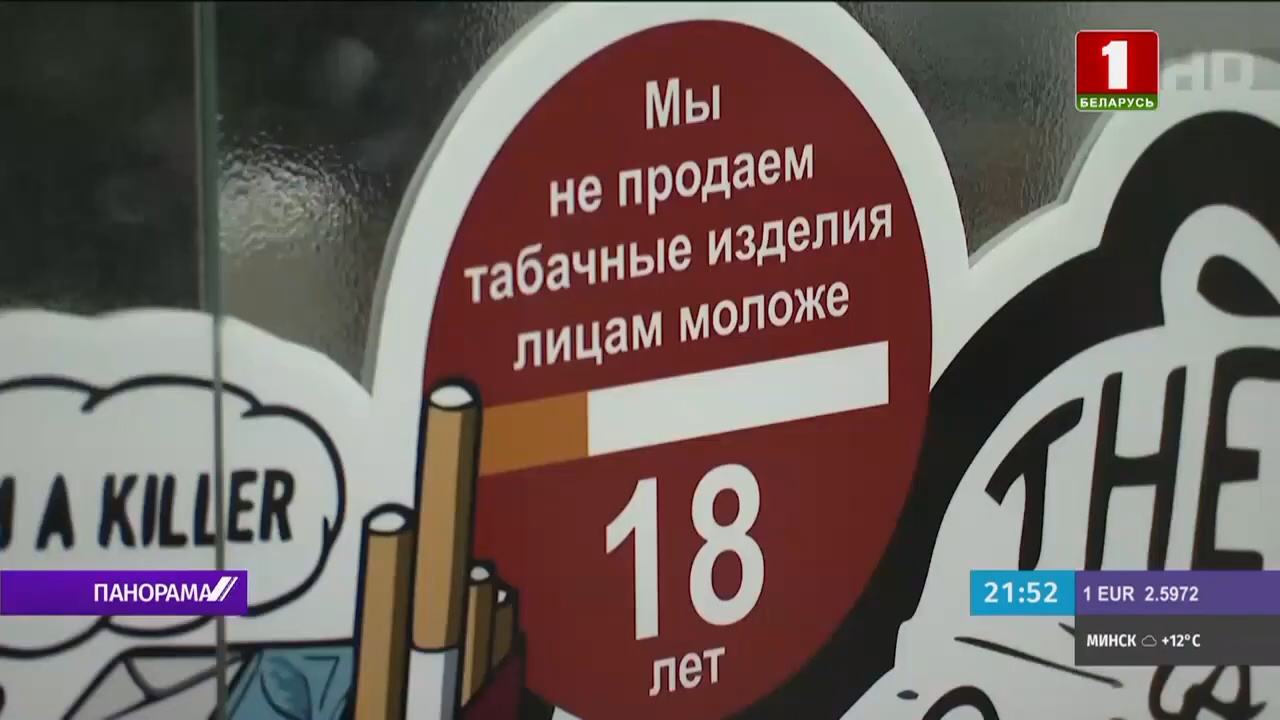 Мы
не продаем
табачные изделия
лицам моложе
18
лет
A KILLER
THE
1
БЕЛАРУСЬ
HD
ПАНОРАМА
21:52
1 EUR 2.5972
МИНСК +12°C